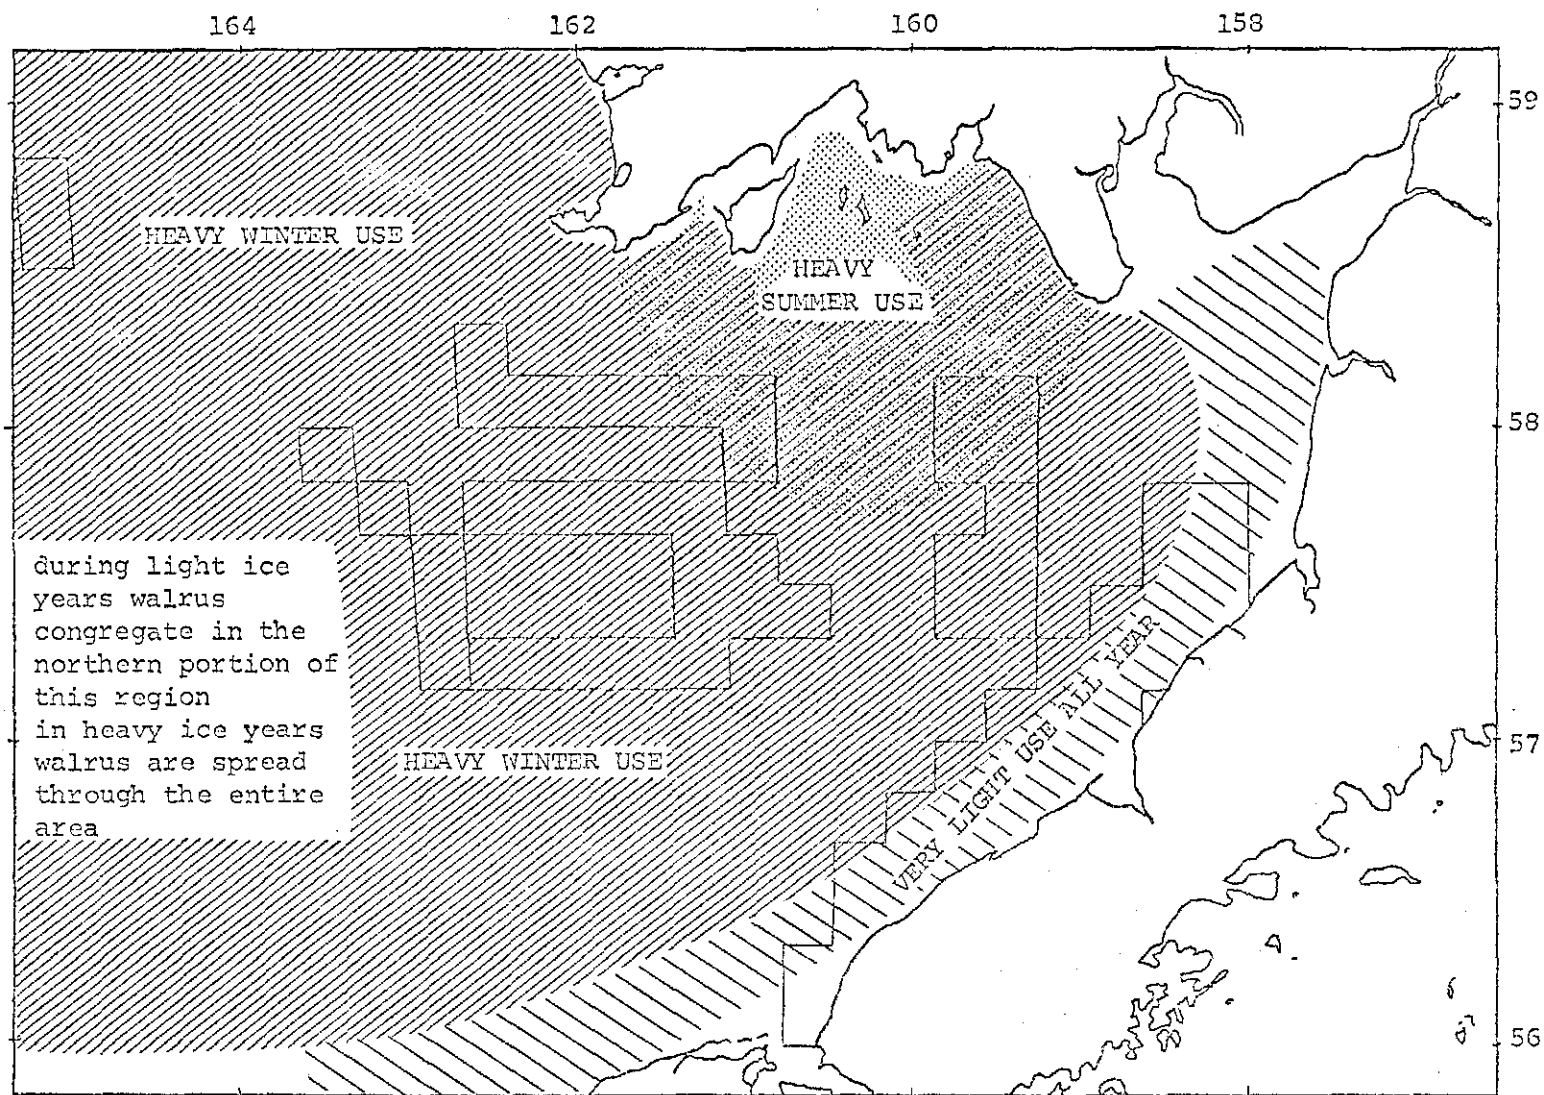 164 162 160 158
59
HEAVY WINTER USE
HEAVY
SUMMER USE
58
during light ice
years walrus
congregate in the
northern portion of
this region
in heavy ice years
walrus are spread
through the entire
area
HEAVY WINTER USE
VERY LIGHT USE ALL YEAR
57
56